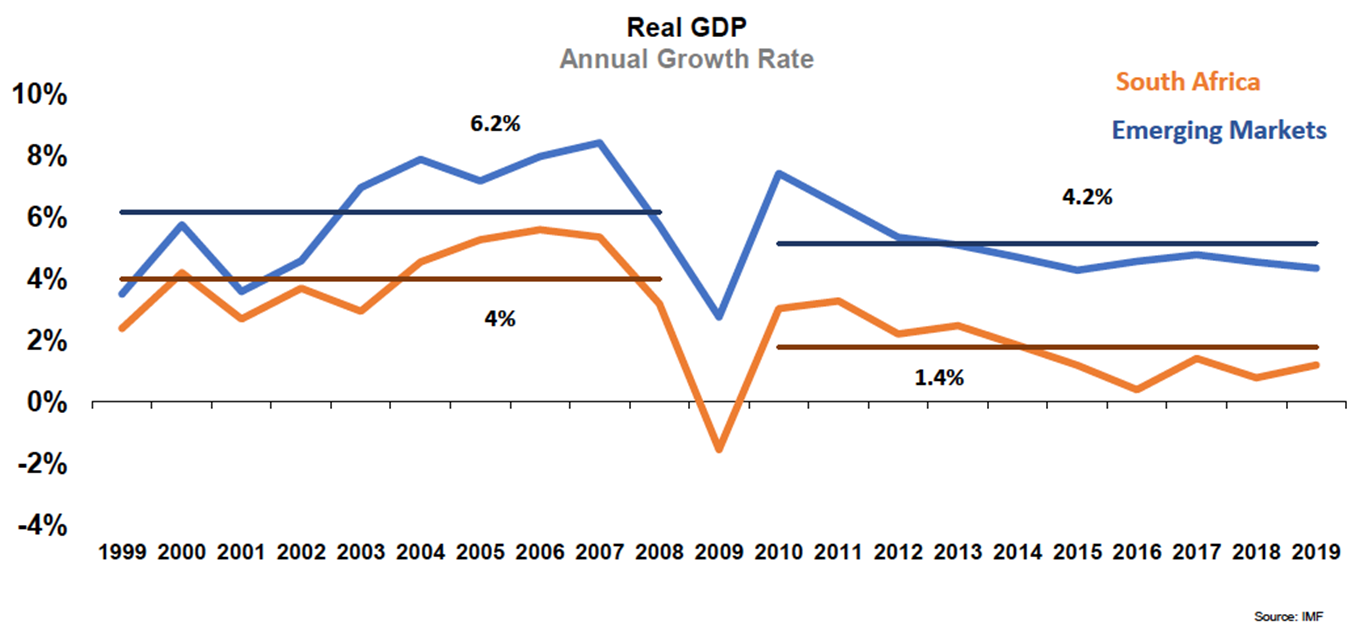 Real GDP
Annual Growth Rate
South Africa
Emerging Markets
10%
8%
6%
4%
2%
0%
-2%
-4%
6.2%
4%
4.2%
1.4%
1999 2000 2001 2002 2003 2004 2005 2006 2007 2008 2009 2010 2011 2012 2013 2014 2015 2016 2017 2018 2019
Source: IMF